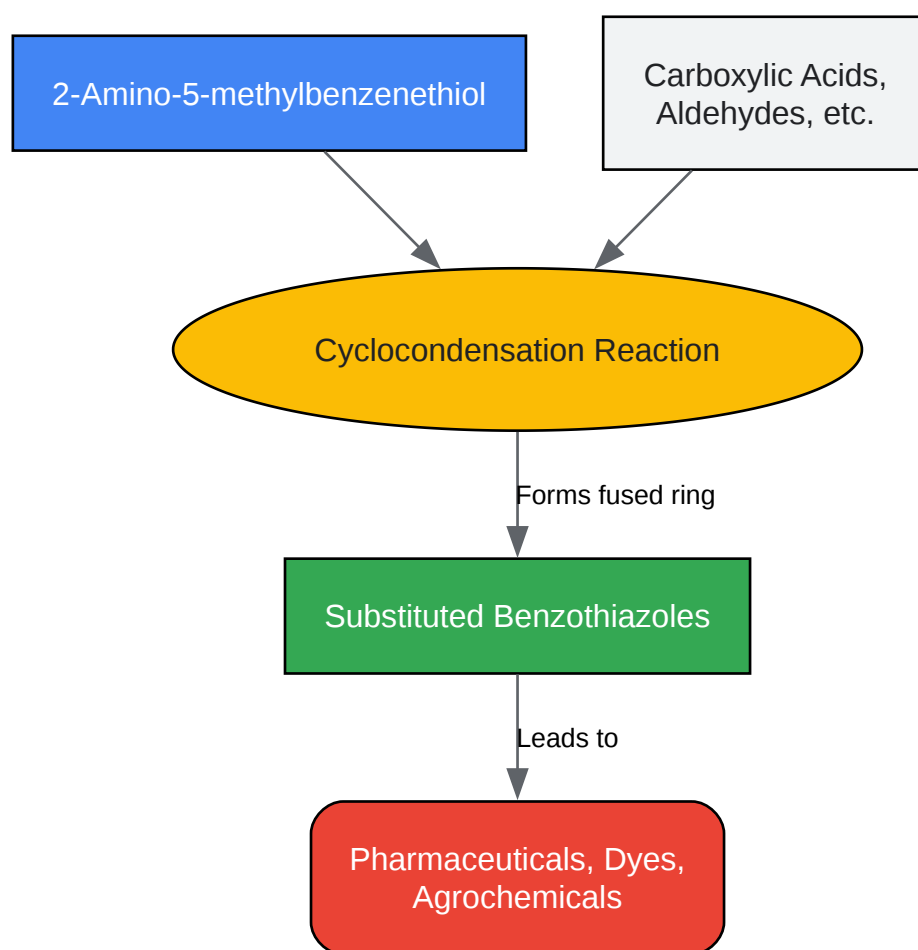 2-Amino-5-methylbenzenethiol
Carboxylic Acids,
Aldehydes, etc.
Cyclocondensation Reaction
Forms fused ring
Substituted Benzothiazoles
Leads to
Pharmaceuticals, Dyes,
Agrochemicals